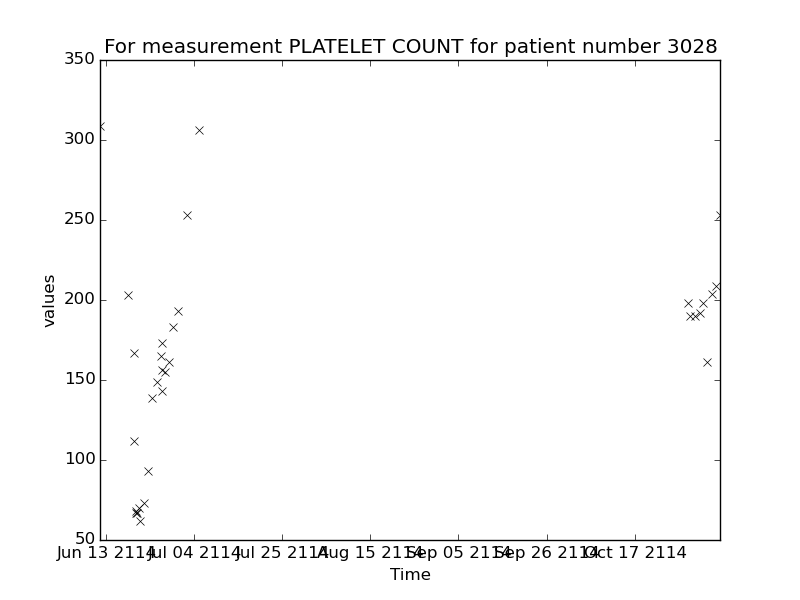 For measurement PLATELET COUNT for patient number 3028
350
300
250
200
150
100
50
values
Jun 13 2114 Jul 04 2114 Jul 25 2114 Aug 15 2114 Sep 05 2114 Sep 26 2114 Oct 17 2114
Time